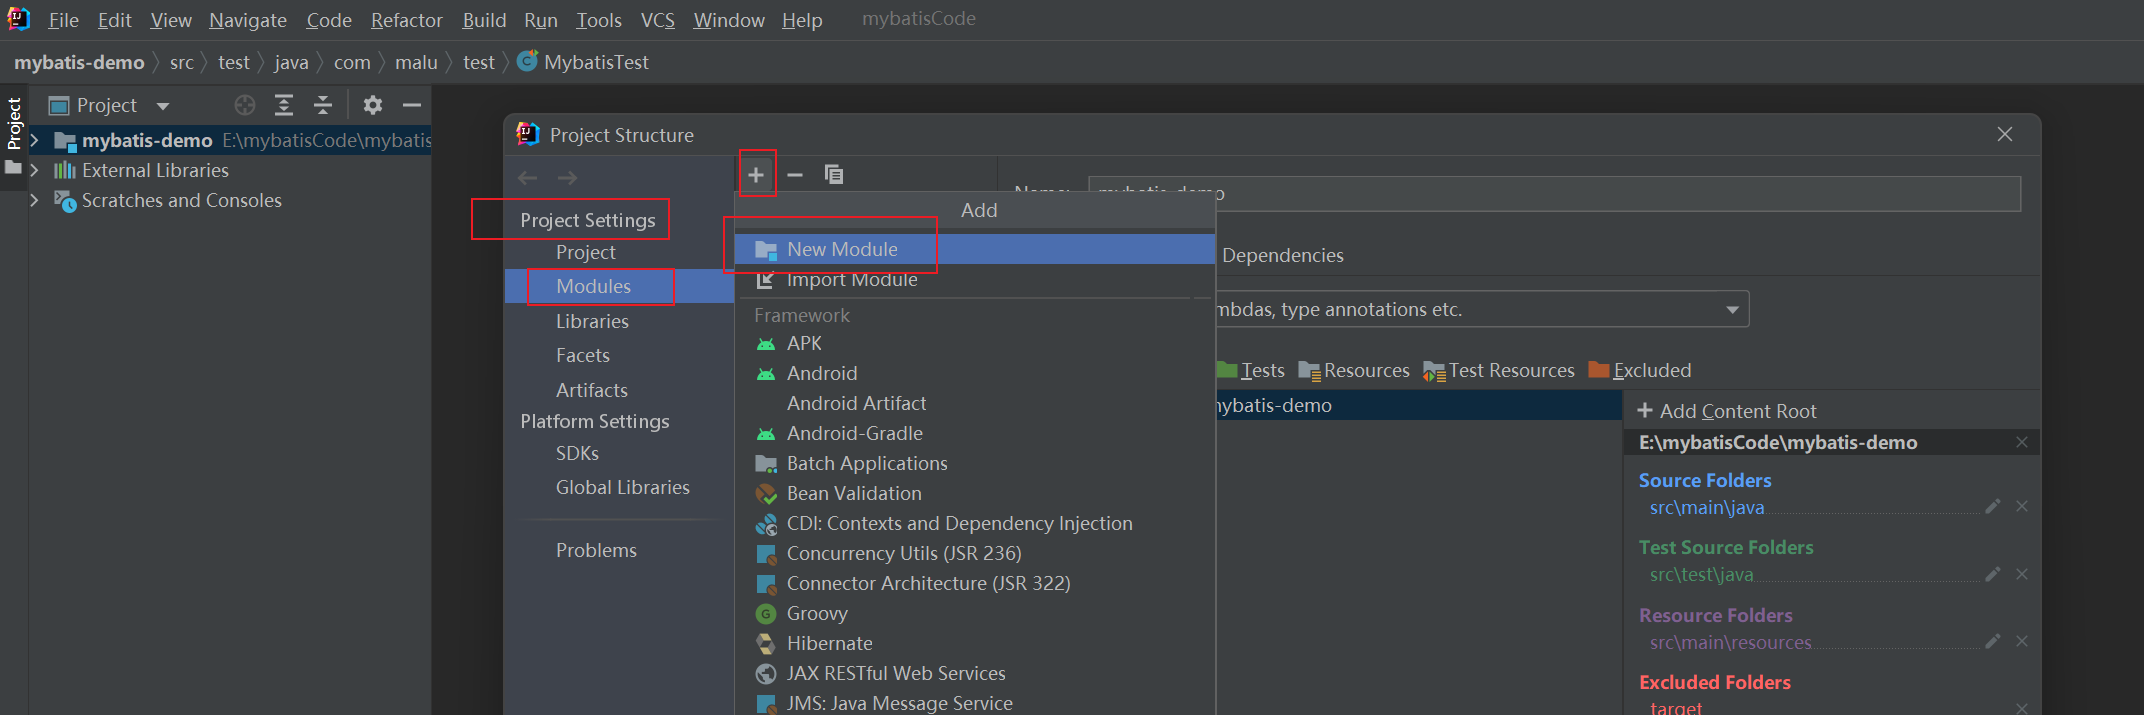 File Edit View Navigate Code Refactor Build Run Tools VCS Window Help mybatisCode
mybatis-demo src test java com malu test MybatisTest
Project
Project
mybatis-demo E:\mybatisCode\mybatis
External Libraries
Scratches and Consoles
Project Structure
Project Settings
Project
Modules
Libraries
Facets
Artifacts
Platform Settings
SDKs
Global Libraries
Problems
Name: mybatis-demo
Add
New Module
Import Module
Framework
APK
Android
Android Artifact
Android-Gradle
Batch Applications
Bean Validation
CDI: Contexts and Dependency Injection
Concurrency Utils (JSR 236)
Connector Architecture (JSR 322)
Groovy
Hibernate
JAX RESTful Web Services
JMS: Java Message Service
Dependencies
mbdas, type annotations etc.
Tests Resources Test Resources Excluded
mybatis-demo
Add Content Root
E:\mybatisCode\mybatis-demo
Source Folders
src\main\java
Test Source Folders
src\test\java
Resource Folders
src\main\resources
Excluded Folders
target